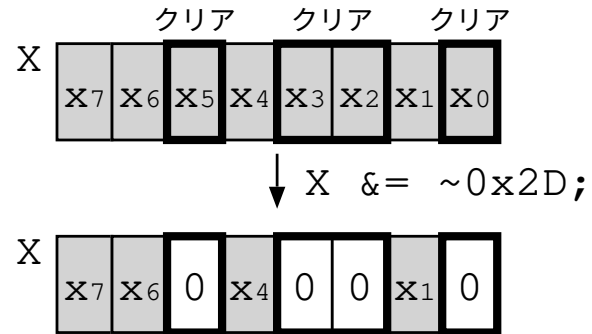 クリア クリア クリア
X
x7 x6 x5 x4 x3 x2 x1 x0
X &= ~0x2D;
X
x7 x6 0 x4 0 0 x1 0